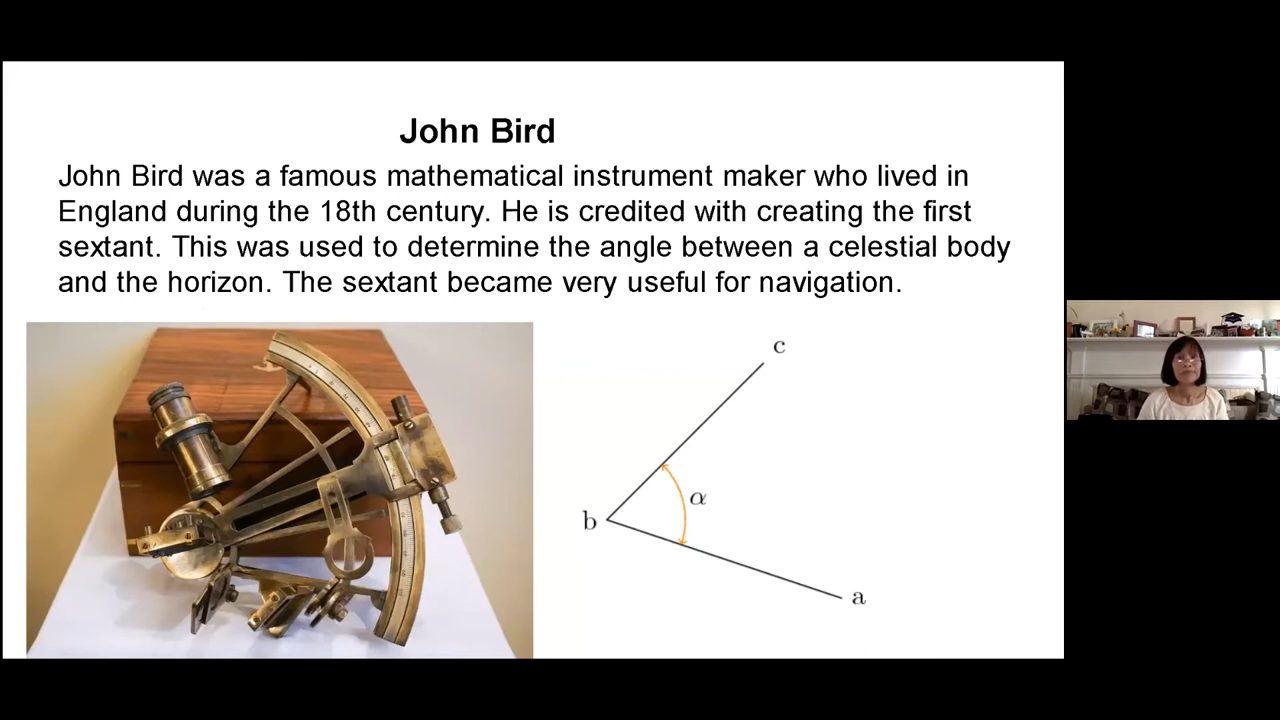 John Bird
John Bird was a famous mathematical instrument maker who lived in
England during the 18th century. He is credited with creating the first
sextant. This was used to determine the angle between a celestial body
and the horizon. The sextant became very useful for navigation.
c
α
b
a